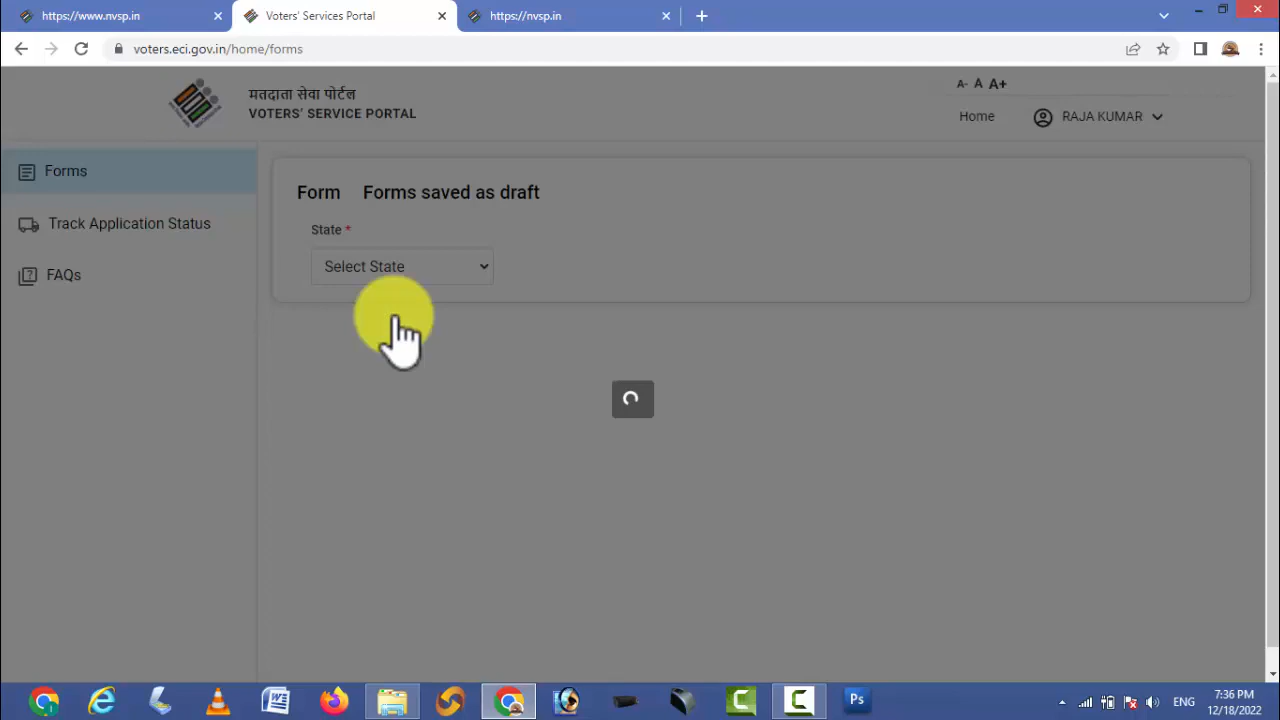 https://www.nvsp.in
Voters' Services Portal
https://nvsp.in
voters.eci.gov.in/home/forms
मतदाता सेवा पोर्टल
VOTERS' SERVICE PORTAL
A- A A+
Home
RAJA KUMAR
Forms
Track Application Status
FAQs
Form Forms saved as draft
State *
Select State
ENG
7:36 PM
12/18/2022